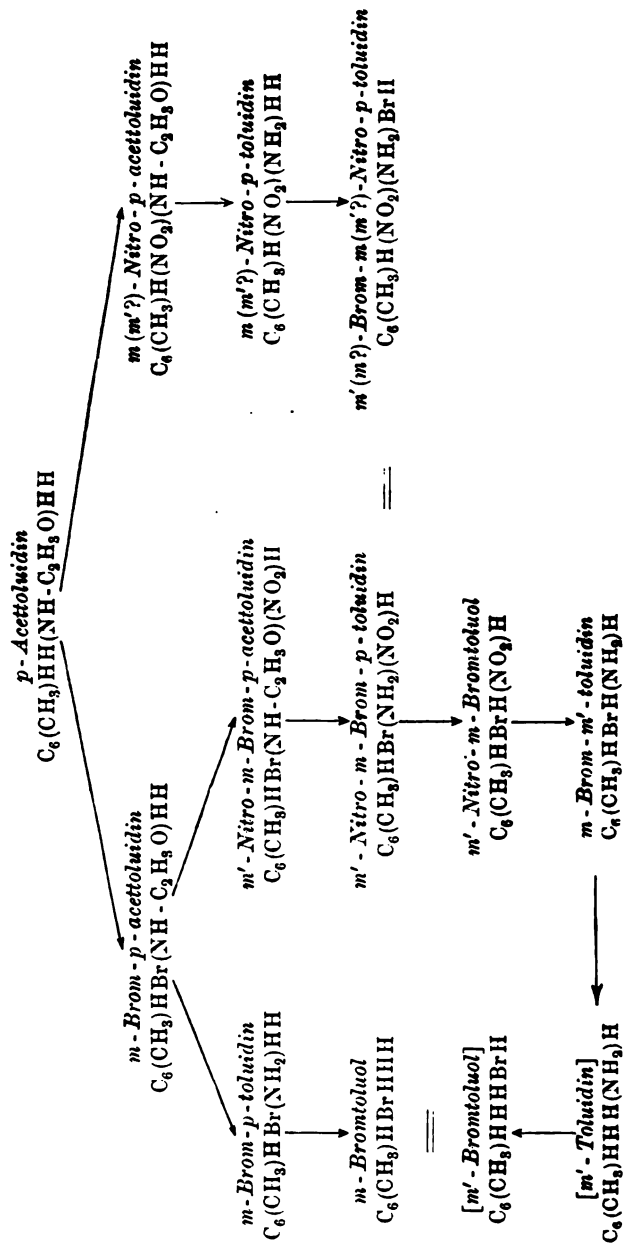 p-Acettoluidin
C₆(CH₃)HH(NH-C₂H₃O)HH
m-Brom-p-acettoluidin
C₆(CH₃)HBr(NH-C₂H₃O)HH
m(m'?)-Nitro-p-acettoluidin
C₆(CH₃)H(NO₂)(NH-C₂H₃O)HH
m-Brom-p-toluidin
C₆(CH₃)HBr(NH₂)HH
m'-Nitro-m-Brom-p-acettoluidin
C₆(CH₃)HBr(NH-C₂H₃O)(NO₂)H
m(m'?)-Nitro-p-toluidin
C₆(CH₃)H(NO₂)(NH₂)HH
m-Bromtoluol
C₆(CH₃)HBrHHH
m'-Nitro-m-Brom-p-toluidin
C₆(CH₃)HBr(NH₂)(NO₂)H
=
m'(m?)-Brom-m(m'?)-Nitro-p-toluidin
C₆(CH₃)H(NO₂)(NH₂)BrH
=
[m'-Bromtoluol]
C₆(CH₃)HHHBrH
m'-Nitro-m-Bromtoluol
C₆(CH₃)HBrH(NO₂)H
[m'-Toluidin]
C₆(CH₃)HHH(NH₂)H
m-Brom-m'-toluidin
C₆(CH₃)HBrH(NH₂)H